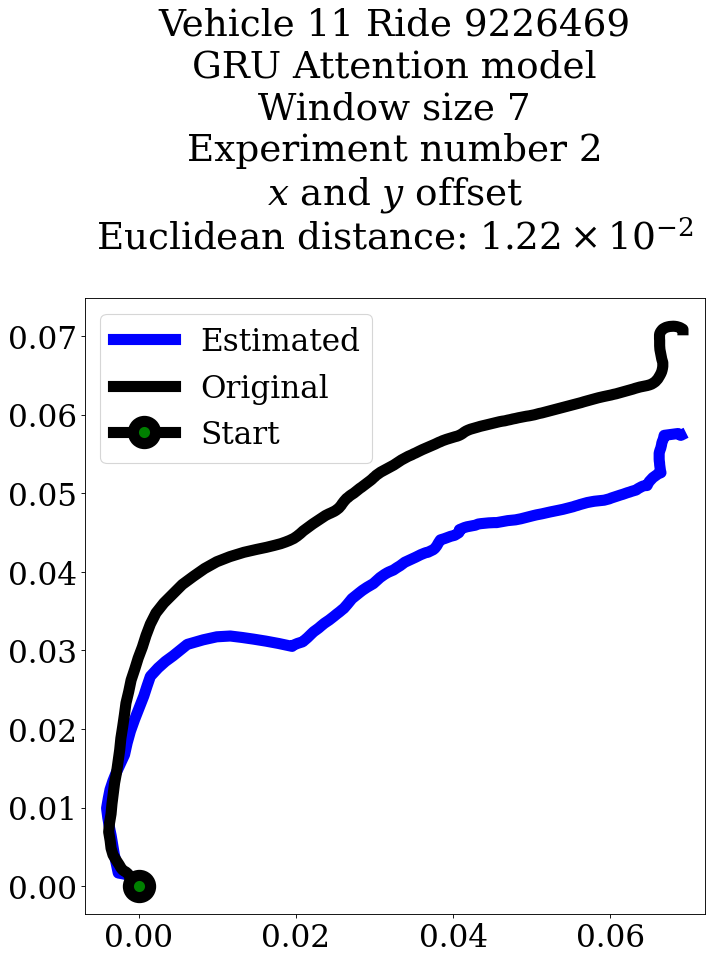 Vehicle 11 Ride 9226469
GRU Attention model
Window size 7
Experiment number 2
x and y offset
Euclidean distance: 1.22 × 10⁻²
Estimated
Original
Start
0.07
0.06
0.05
0.04
0.03
0.02
0.01
0.00
0.00 0.02 0.04 0.06